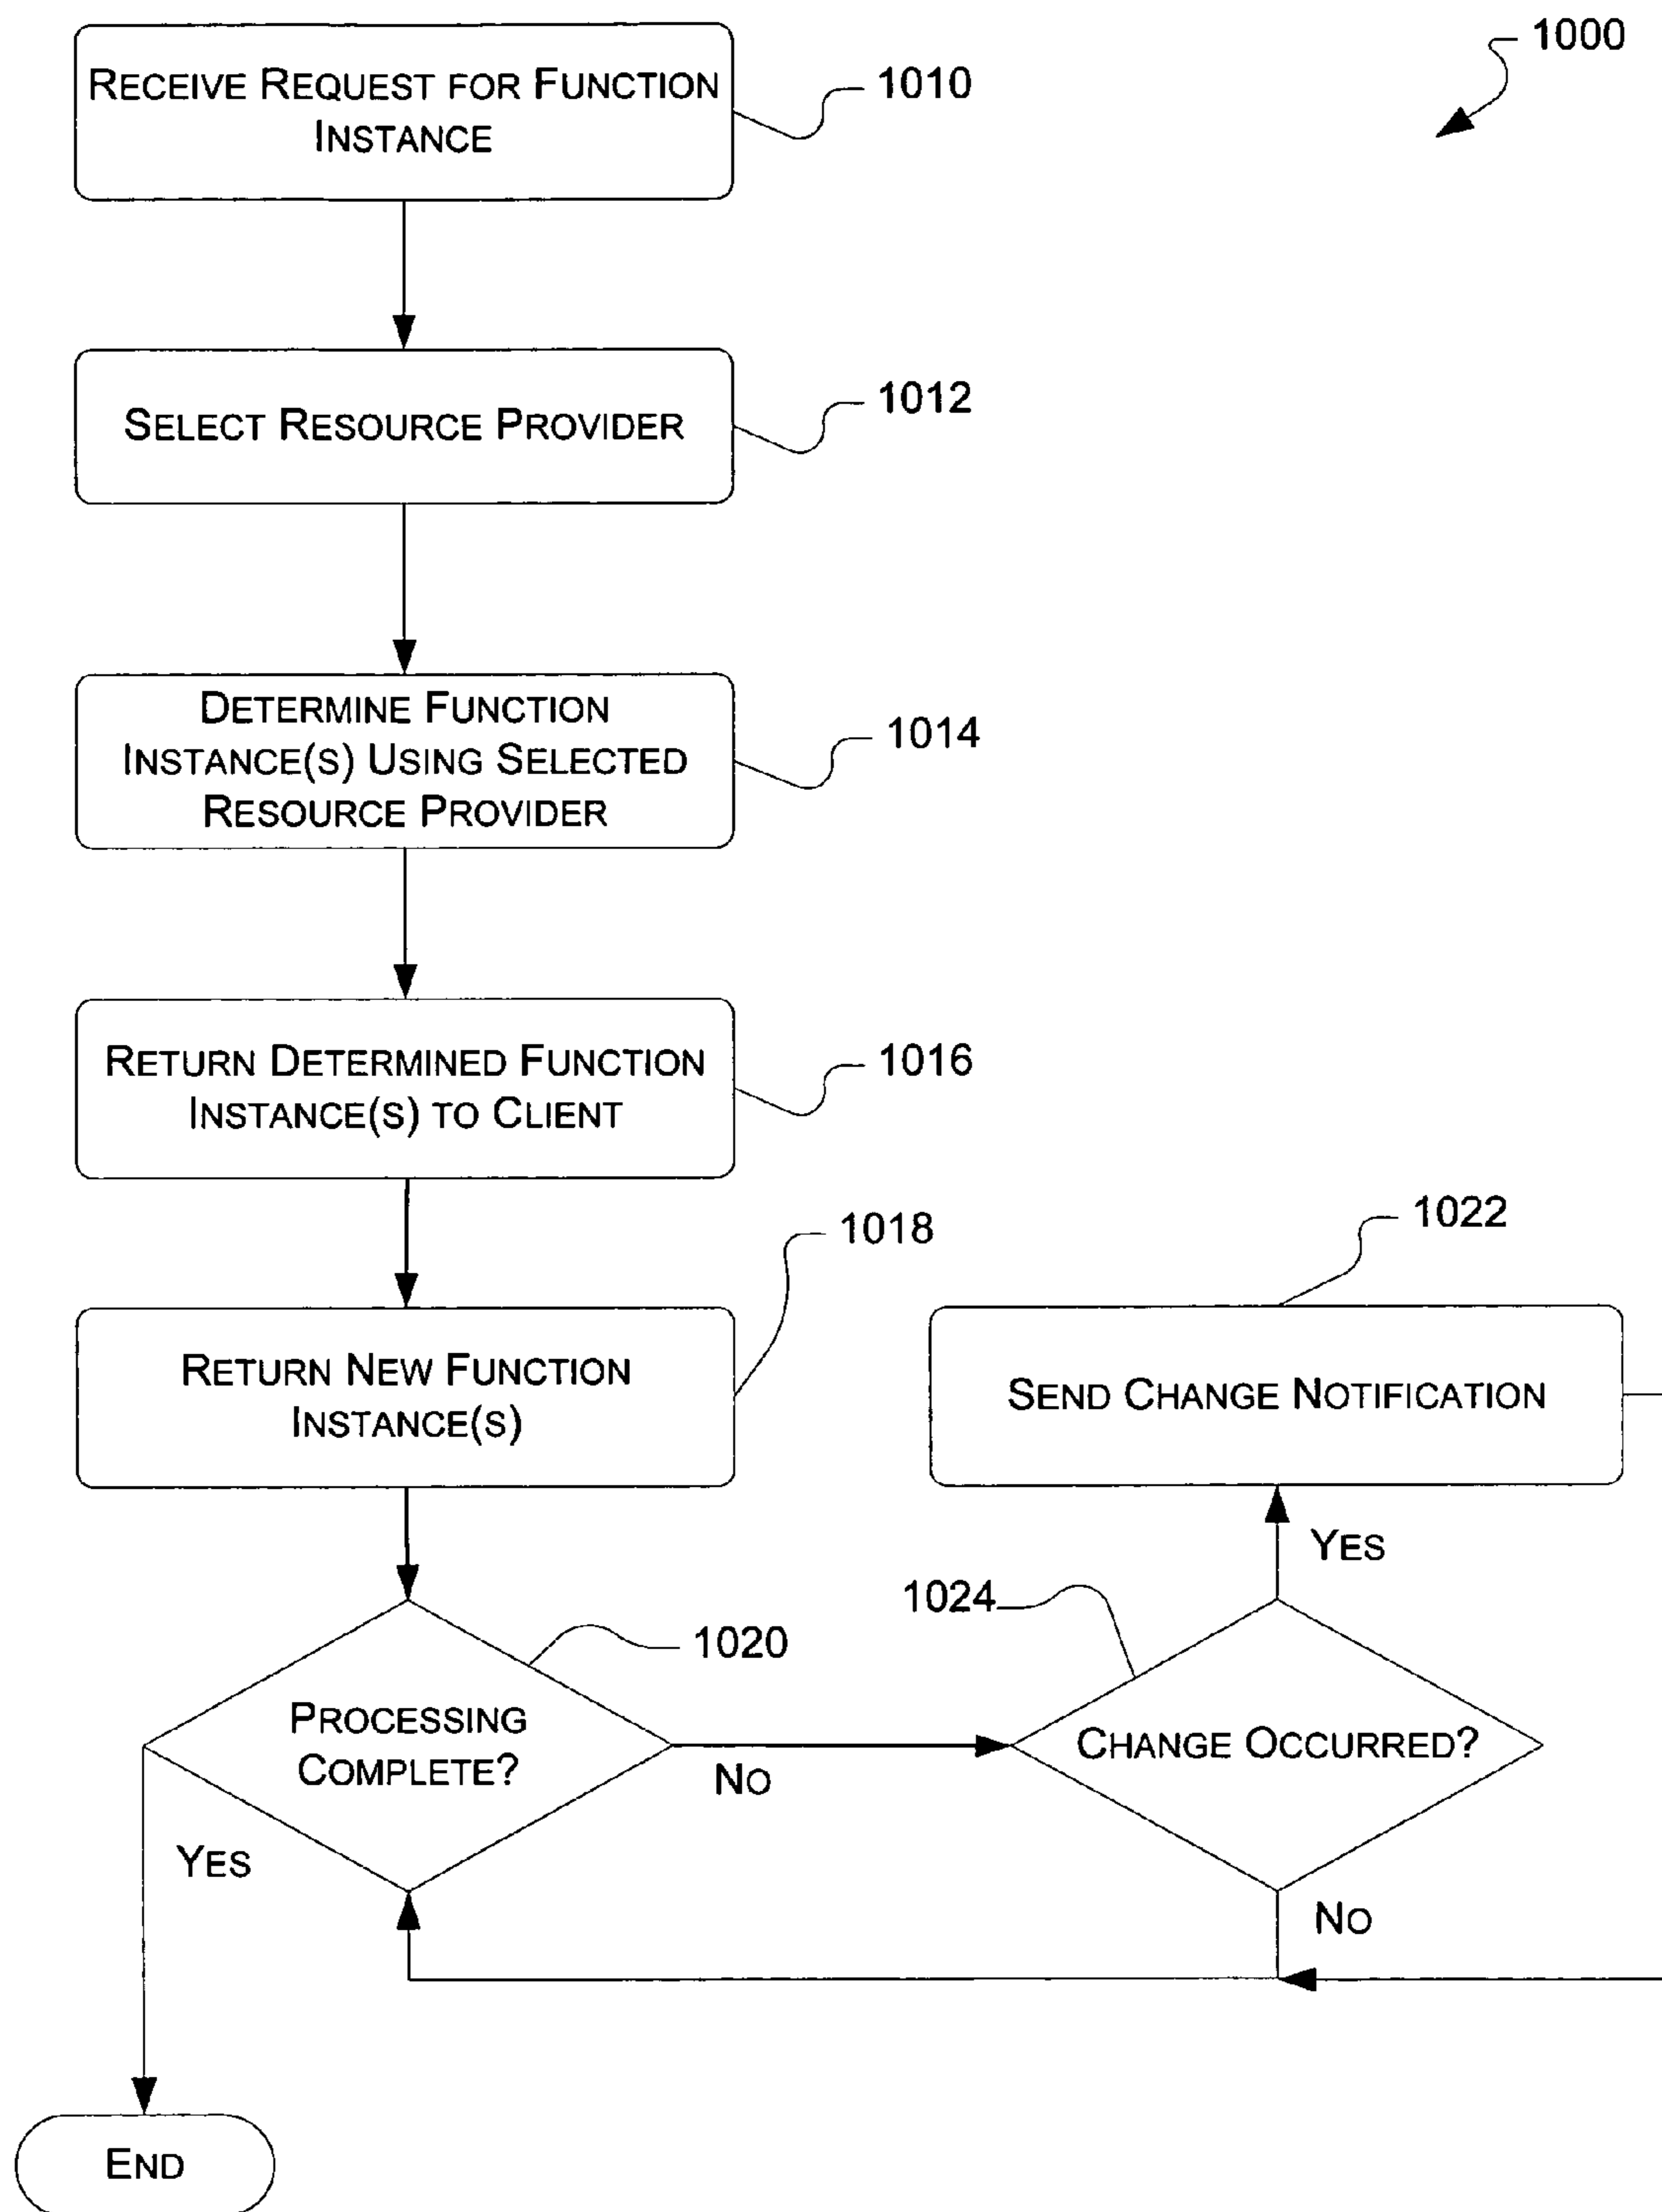 1000
RECEIVE REQUEST FOR FUNCTION
INSTANCE
1010
SELECT RESOURCE PROVIDER
1012
DETERMINE FUNCTION
INSTANCE(S) USING SELECTED
RESOURCE PROVIDER
1014
RETURN DETERMINED FUNCTION
INSTANCE(S) TO CLIENT
1016
RETURN NEW FUNCTION
INSTANCE(S)
1018
SEND CHANGE NOTIFICATION
1022
YES
PROCESSING
COMPLETE?
1020
NO
CHANGE OCCURRED?
1024
YES
NO
END